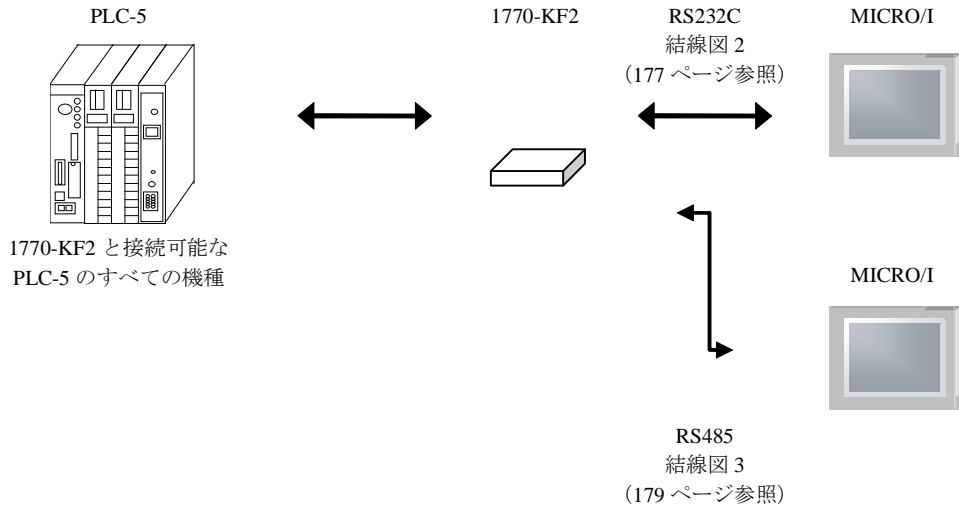 PLC-5
1770-KF2
RS232C
結線図 2
（177 ページ参照）
MICRO/I
1770-KF2 と接続可能な
PLC-5 のすべての機種
MICRO/I
RS485
結線図 3
（179 ページ参照）